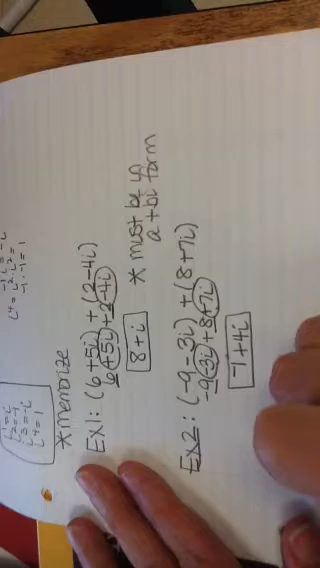 i¹ = i
i² = -1
i³ = -i
i⁴ = 1
-1·i = -i
i⁴ = i²·i²
-1·-1 = 1
*memorize
Ex1: (6+5i) + (2-4i)
6+5i+2-4i
8+i
* must be in
a + bi form
Ex2: (-9-3i) + (8+7i)
-9-3i+8+7i
-1+4i